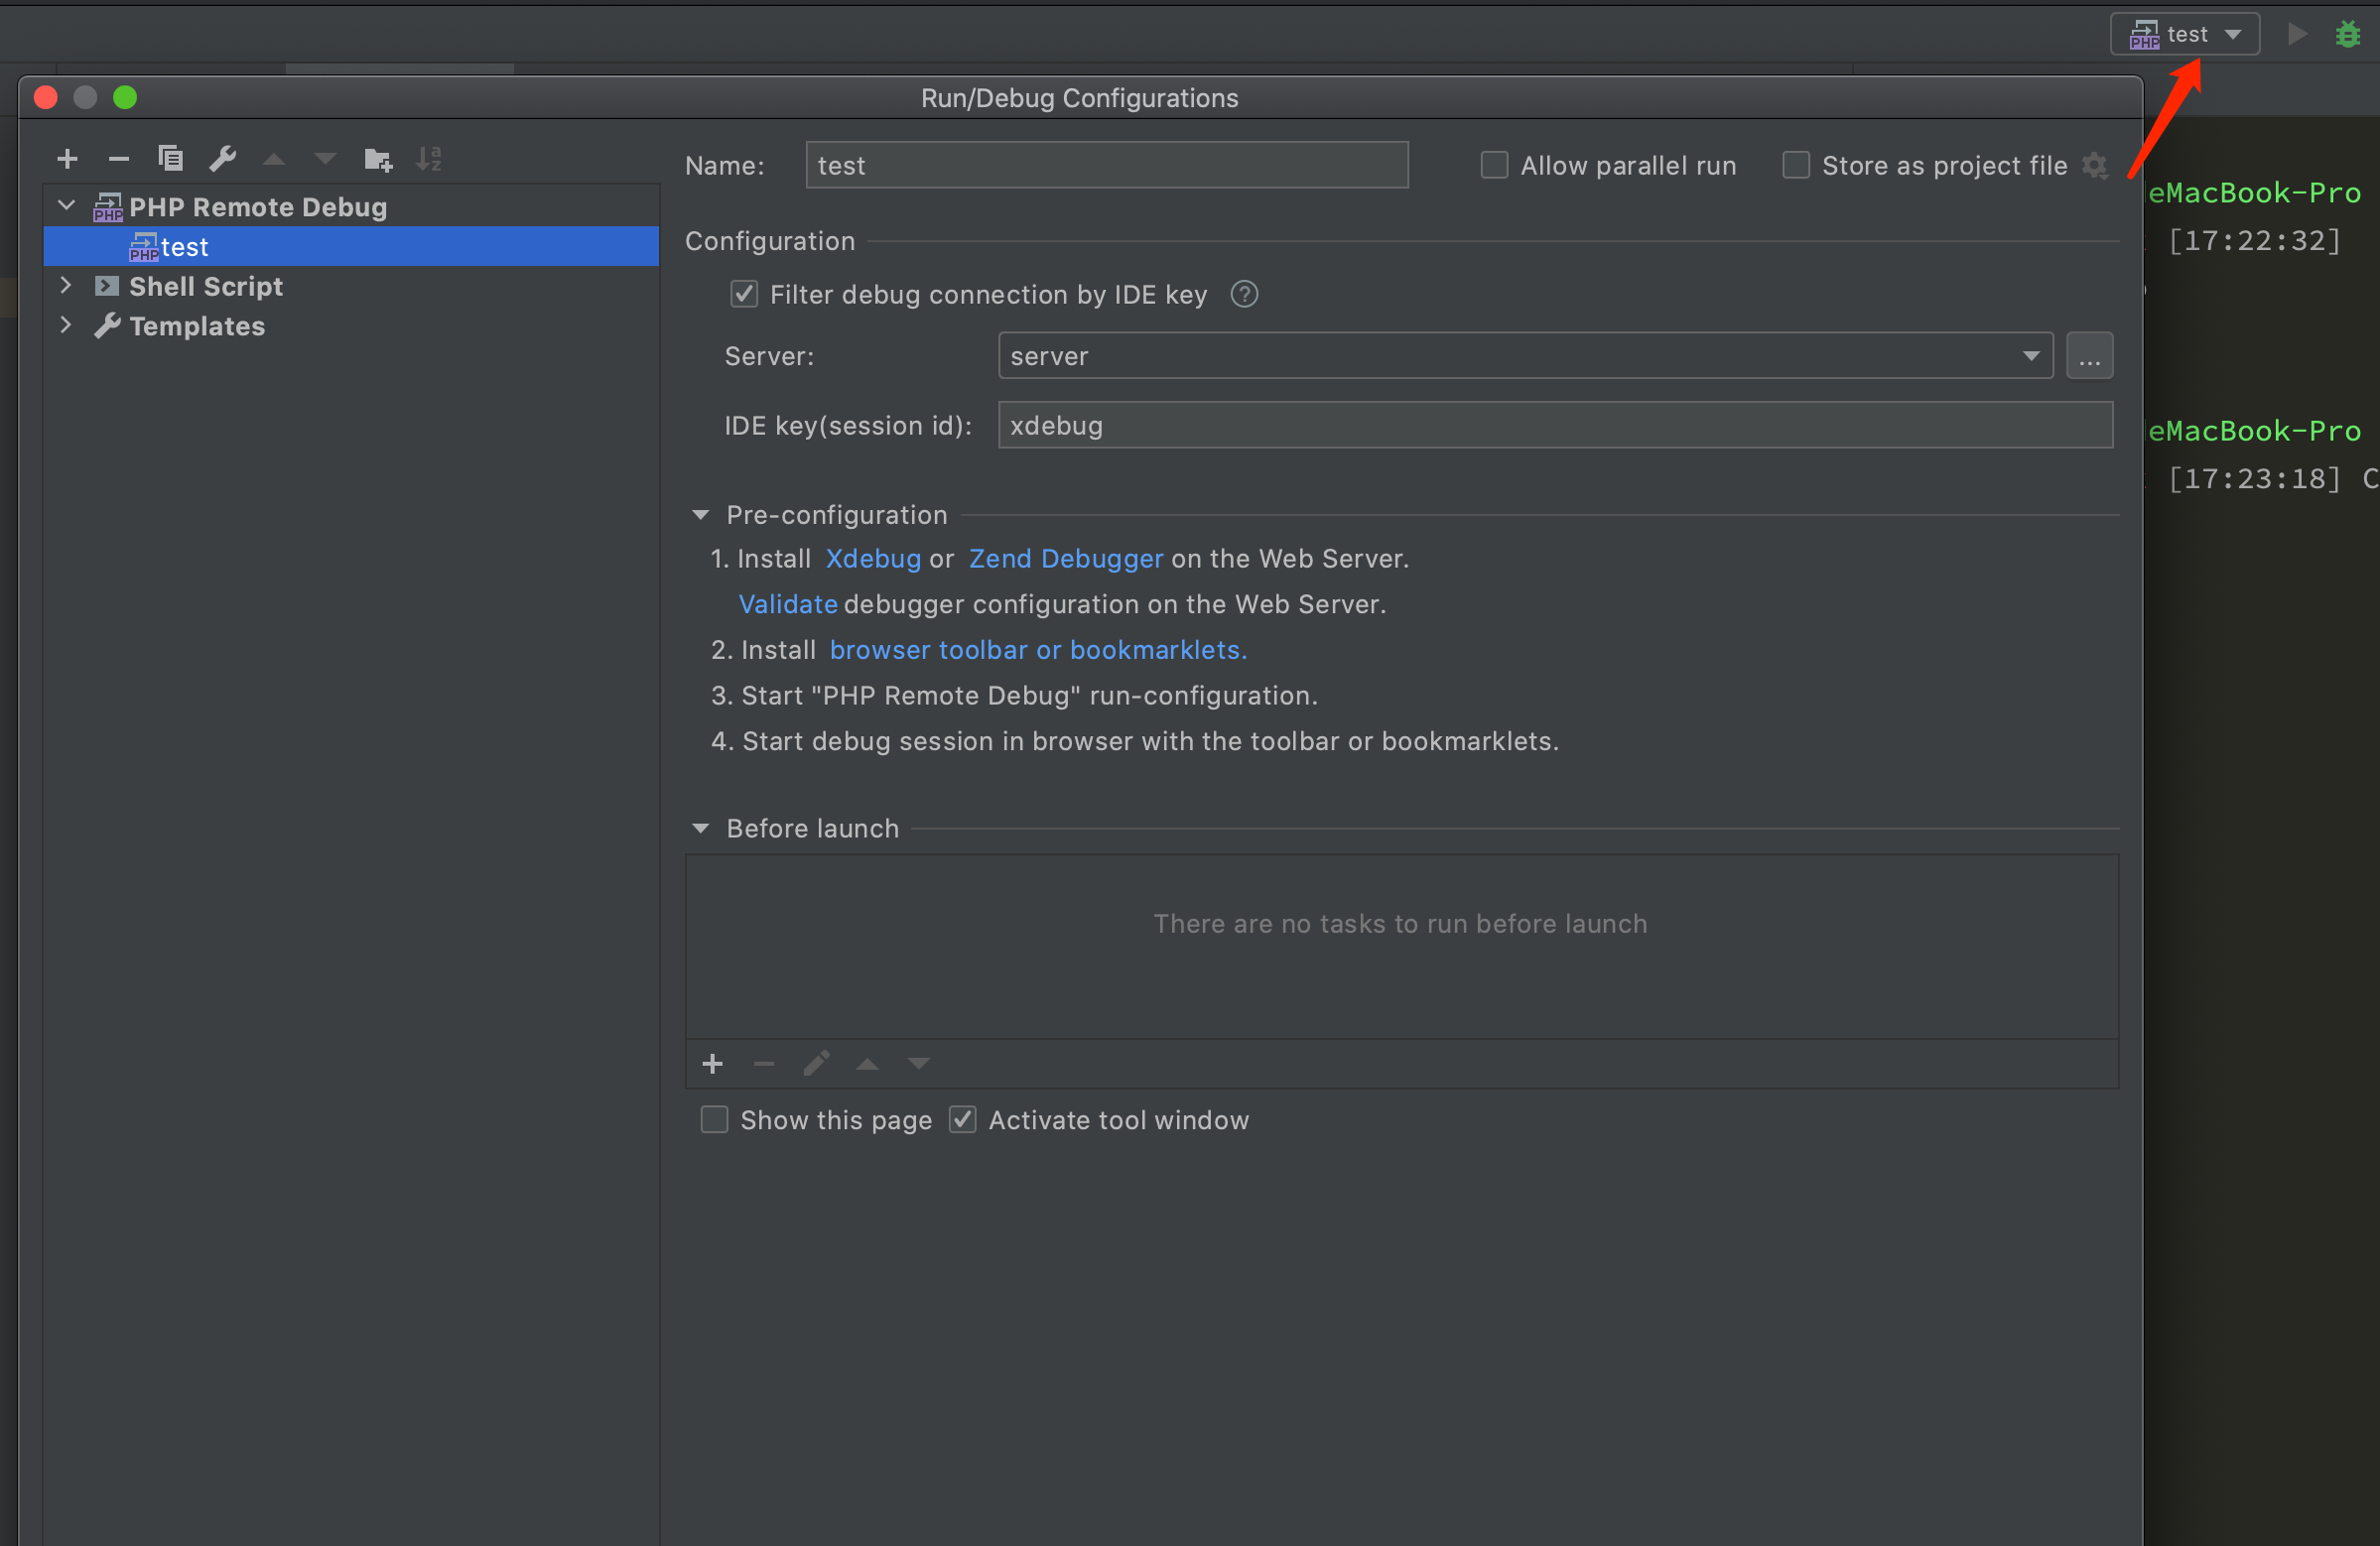 PHP test
Run/Debug Configurations
Name: test
Allow parallel run
Store as project file
PHP PHP Remote Debug
PHP test
Shell Script
Templates
Configuration
Filter debug connection by IDE key ?
Server: server ...
IDE key(session id): xdebug
Pre-configuration
1. Install Xdebug or Zend Debugger on the Web Server.
Validate debugger configuration on the Web Server.
2. Install browser toolbar or bookmarklets.
3. Start "PHP Remote Debug" run-configuration.
4. Start debug session in browser with the toolbar or bookmarklets.
Before launch
There are no tasks to run before launch
Show this page
Activate tool window
eMacBook-Pro
[17:22:32]
eMacBook-Pro
[17:23:18] C